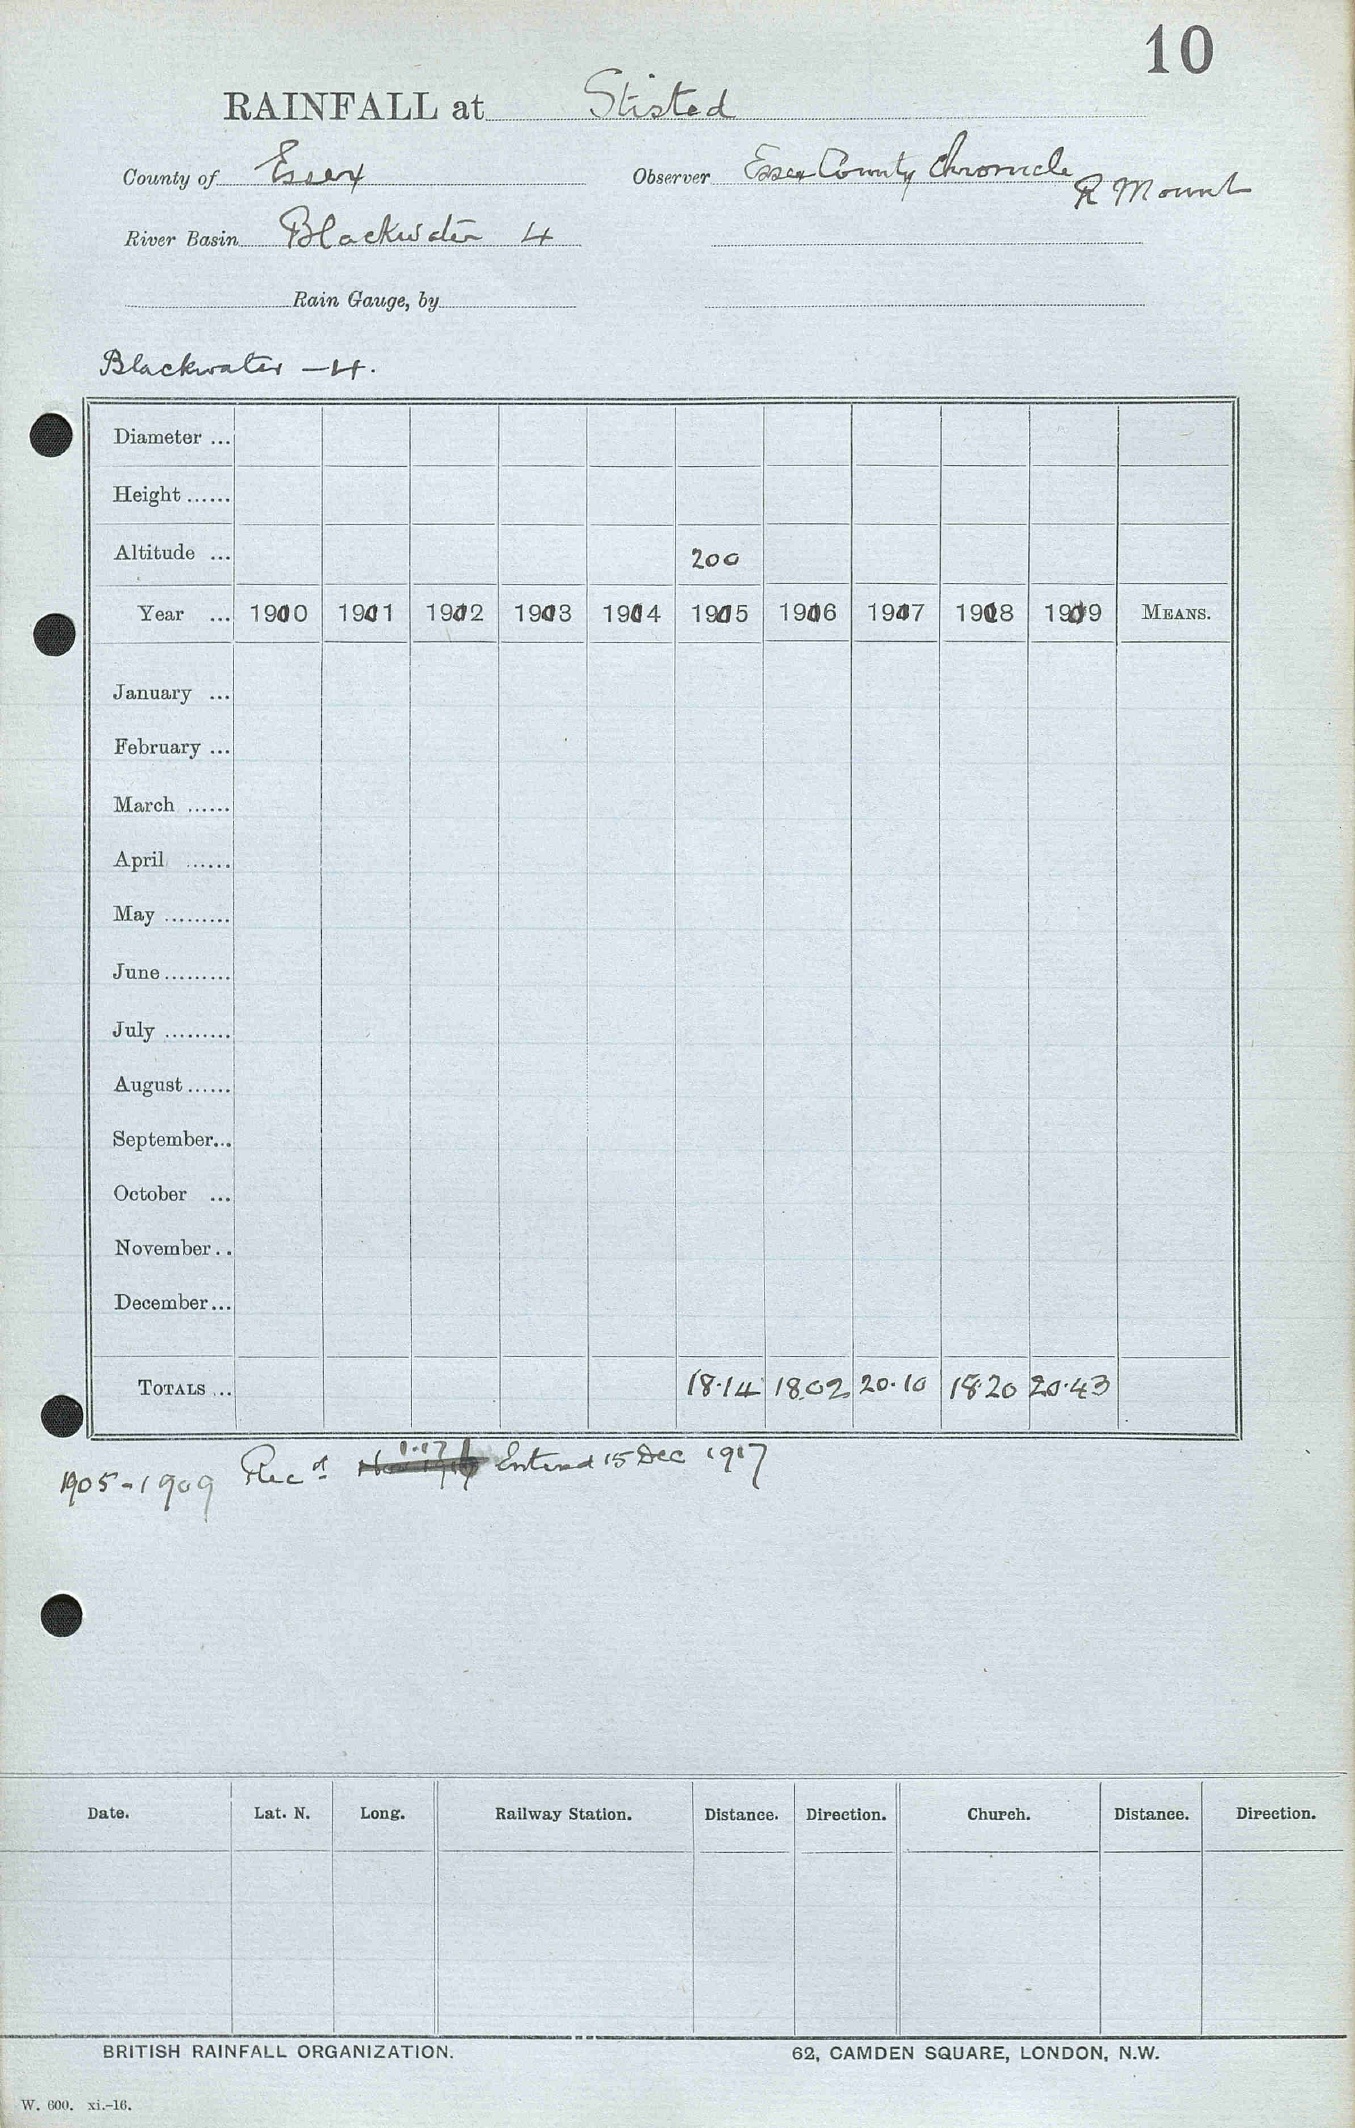 10
RAINFALL at Stisted
County of Essex Observer Essex County Chronicle
R Mount
River Basin Blackwater 4
Rain Gauge, by
Blackwater – 4.
Diameter ...
Height ......
Altitude ... 200
Year ... 1900 1901 1902 1903 1904 1905 1906 1907 1908 1909 MEANS.
January ...
February ...
March ......
April ......
May .........
June .........
July .........
August ......
September...
October ...
November ..
December...
TOTALS ... 18.14 18.02 20.10 18.20 20.43
1.17
1905-1909 Recd Entered 15 Dec 1917
Date. Lat. N. Long. Railway Station. Distance. Direction. Church. Distance. Direction.
BRITISH RAINFALL ORGANIZATION. 62, CAMDEN SQUARE, LONDON, N.W.
W. 600. xi.-16.